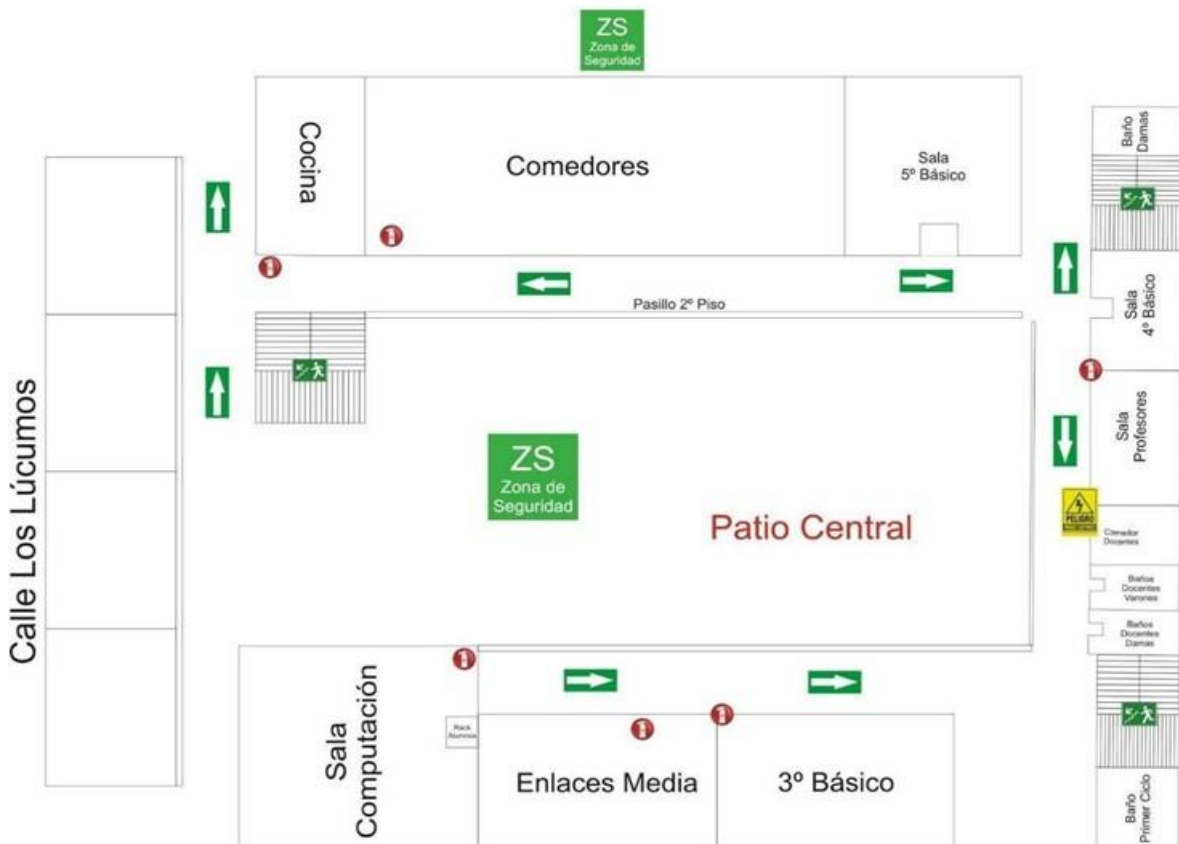 ZS
Zona de
Seguridad
Cocina
Comedores
Sala
5º Básico
Baño
Damas
Pasillo 2º Piso
Sala
4º Básico
Sala
Profesores
Calle Los Lúcumos
ZS
Zona de
Seguridad
Patio Central
PELIGRO
Comedor
Docentes
Baños
Docentes
Varones
Baños
Docentes
Damas
Sala
Computación
Rack
Alumnos
Enlaces Media
3º Básico
Baño
Primer Ciclo